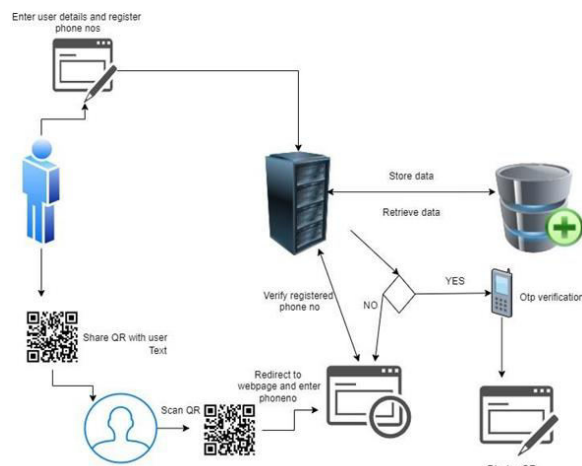 Enter user details and register
phone nos
Store data
Retrieve data
Verify registered
phone no
NO
YES
Otp verification
Share QR with user
Text
Redirect to
webpage and enter
phoneno
Scan QR